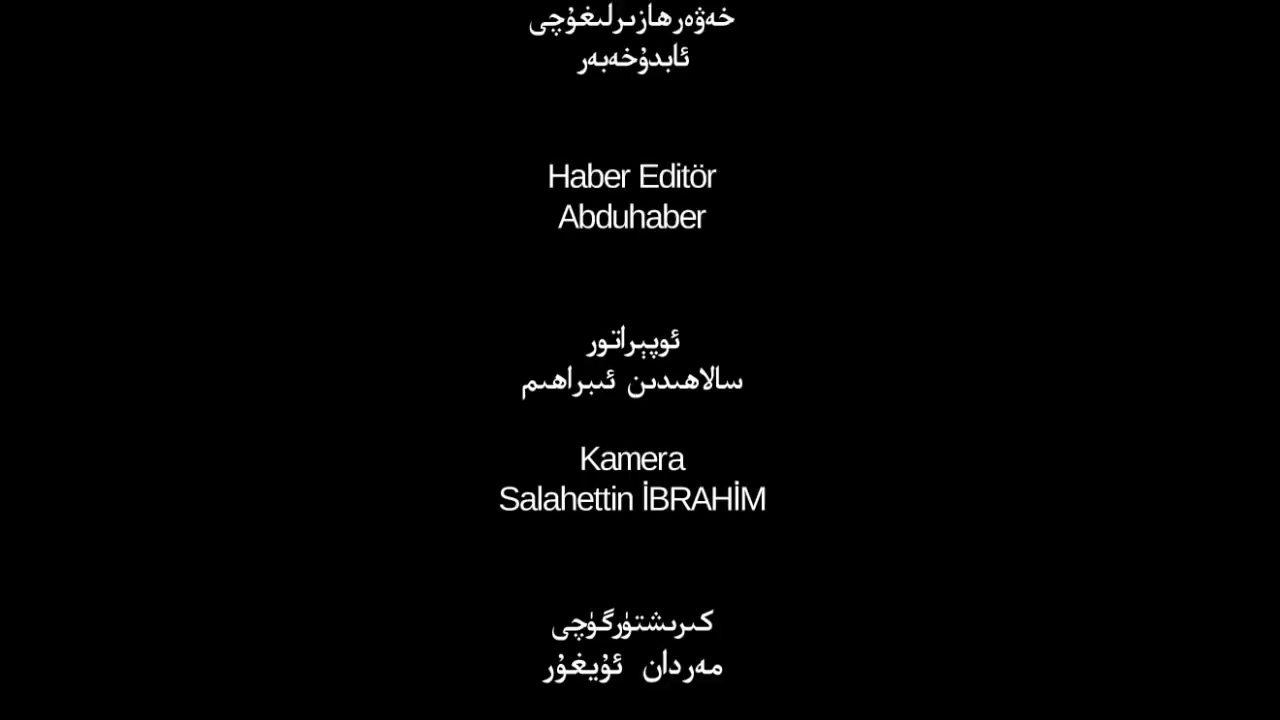 خەۋەرھازىرلىغۇچى
ئابدۇخەبەر
Haber Editör
Abduhaber
ئوپېراتور
سالاھىدىن ئىبراھىم
Kamera
Salahettin İBRAHİM
كىرىشتۈرگۈچى
مەردان ئۇيغۇر